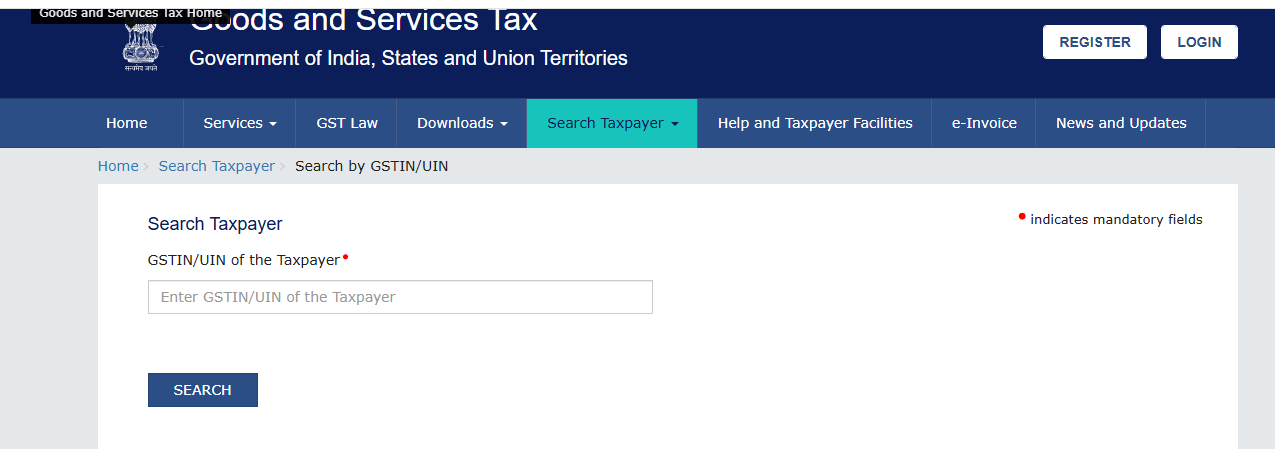 Goods and Services Tax Home
Goods and Services Tax
Government of India, States and Union Territories
सत्यमेव जयते
REGISTER
LOGIN
Home
Services
GST Law
Downloads
Search Taxpayer
Help and Taxpayer Facilities
e-Invoice
News and Updates
Home > Search Taxpayer > Search by GSTIN/UIN
Search Taxpayer
• indicates mandatory fields
GSTIN/UIN of the Taxpayer•
Enter GSTIN/UIN of the Taxpayer
SEARCH